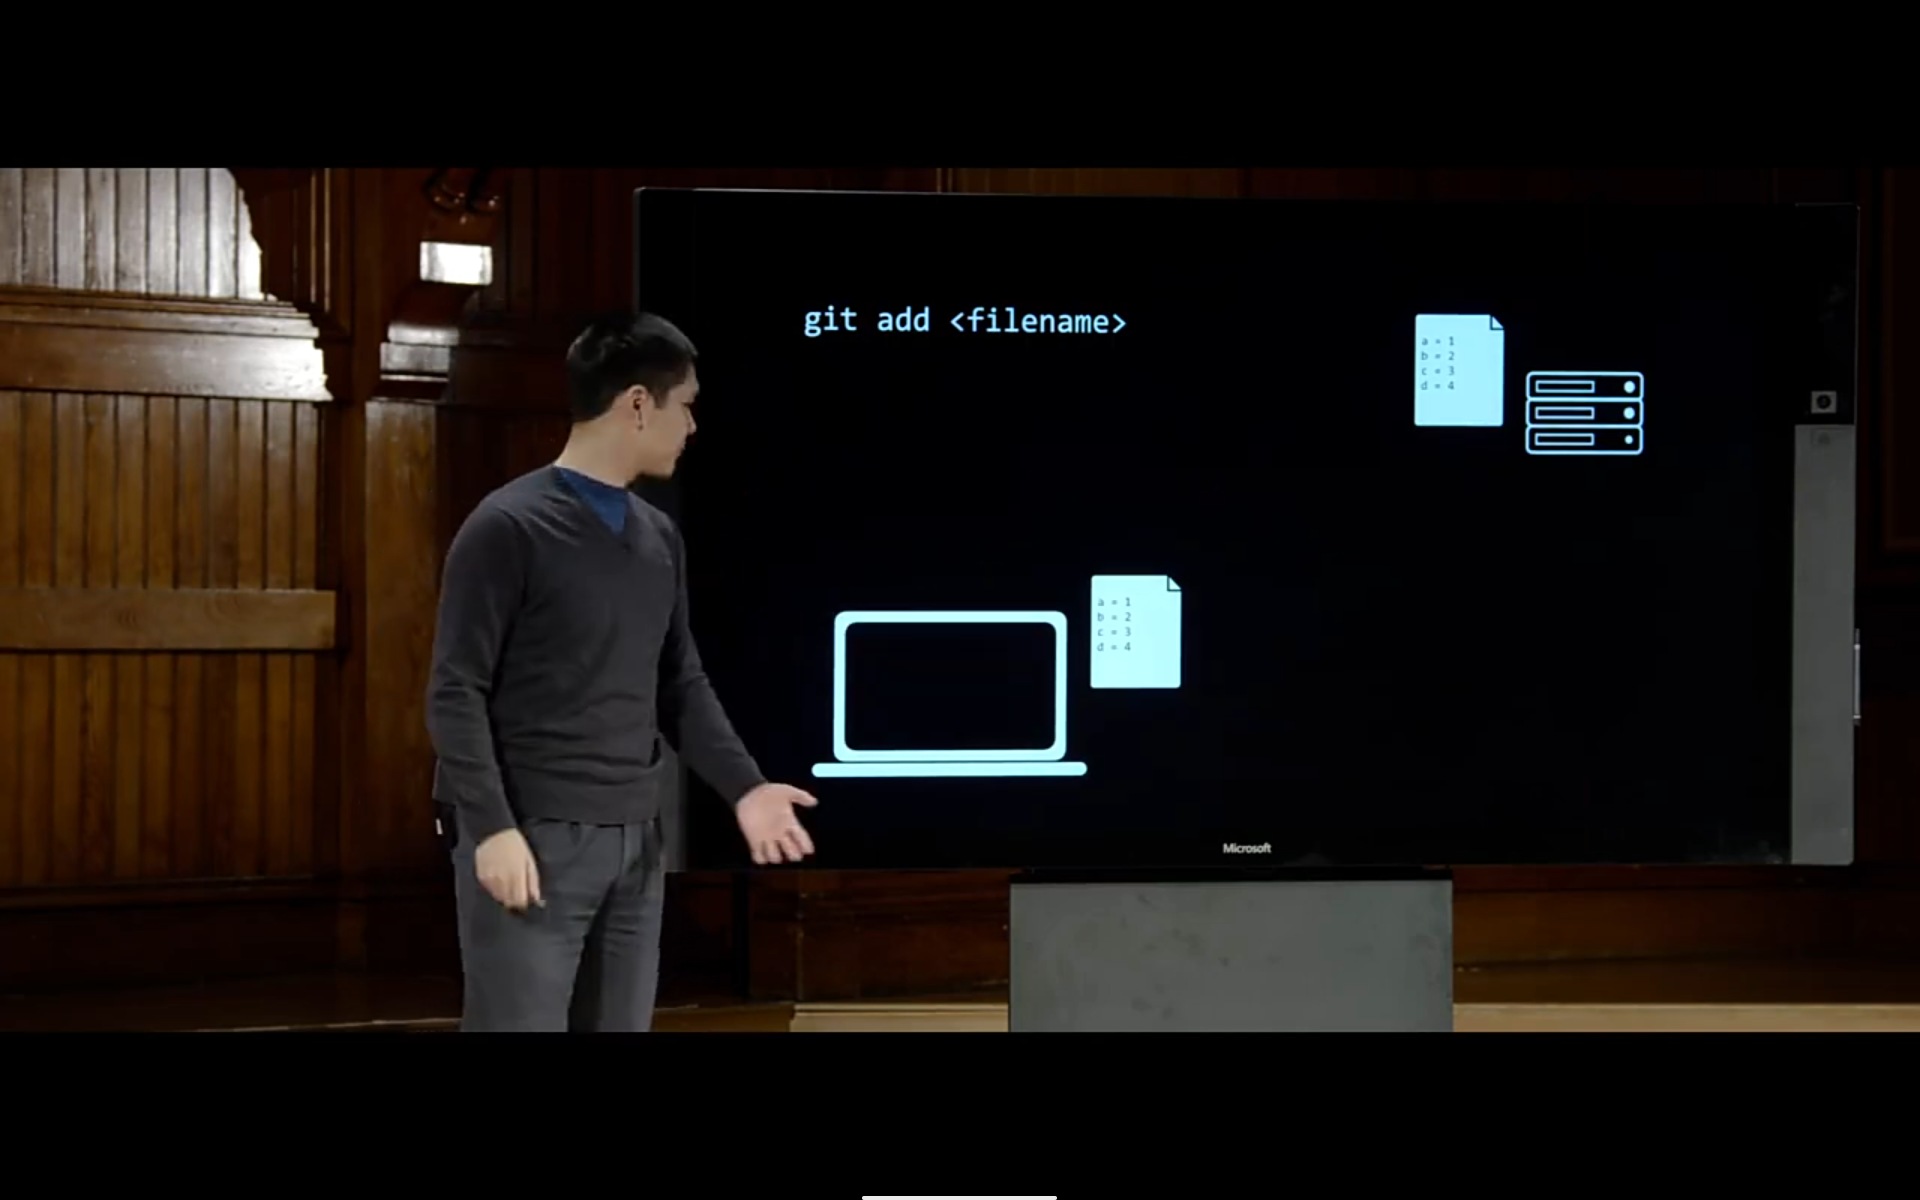 git add <filename>
a = 1
b = 2
c = 3
d = 4
a = 1
b = 2
c = 3
d = 4
Microsoft